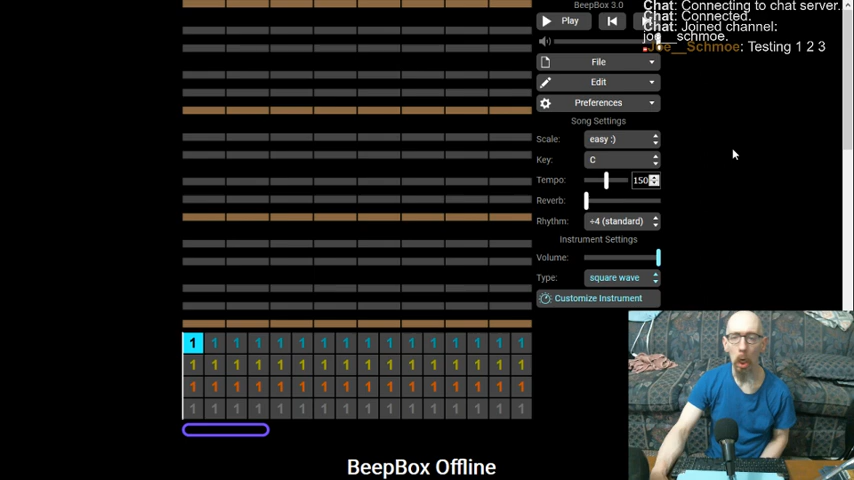 BeepBox 3.0
Play
File
Edit
Preferences
Song Settings
Scale: easy :)
Key: C
Tempo: 150
Reverb:
Rhythm: ÷4 (standard)
Instrument Settings
Volume:
Type: square wave
Customize Instrument
Chat: Connecting to chat server.
Chat: Connected.
Chat: Joined channel:
joe__schmoe.
Joe__Schmoe: Testing 1 2 3
1 1 1 1 1 1 1 1 1 1 1 1 1 1 1 1
1 1 1 1 1 1 1 1 1 1 1 1 1 1 1 1
1 1 1 1 1 1 1 1 1 1 1 1 1 1 1 1
1 1 1 1 1 1 1 1 1 1 1 1 1 1 1 1
BeepBox Offline